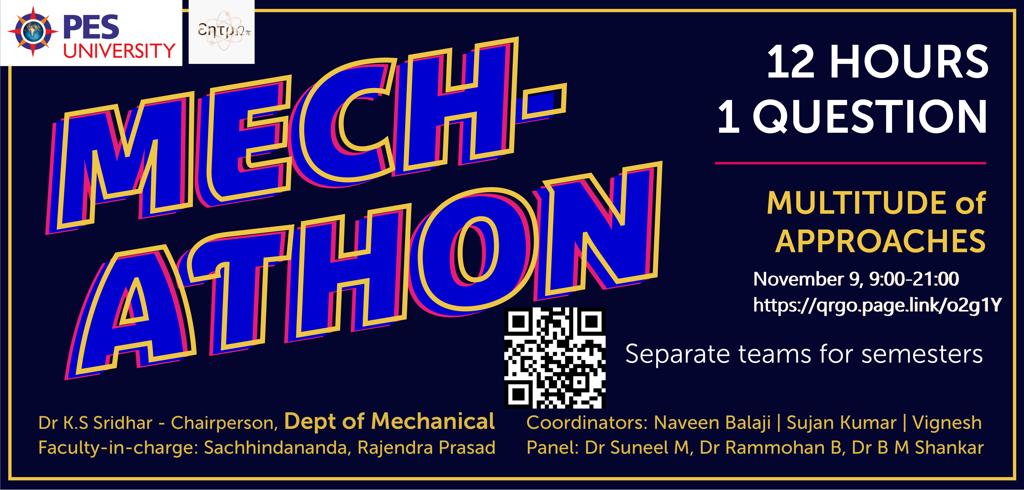 PES
UNIVERSITY
εητρΩπ
MECH-
ATHON
12 HOURS
1 QUESTION
MULTITUDE of
APPROACHES
November 9, 9:00-21:00
https://qrgo.page.link/o2g1Y
Separate teams for semesters
Dr K.S Sridhar - Chairperson, Dept of Mechanical
Faculty-in-charge: Sachhindananda, Rajendra Prasad
Coordinators: Naveen Balaji | Sujan Kumar | Vignesh
Panel: Dr Suneel M, Dr Rammohan B, Dr B M Shankar